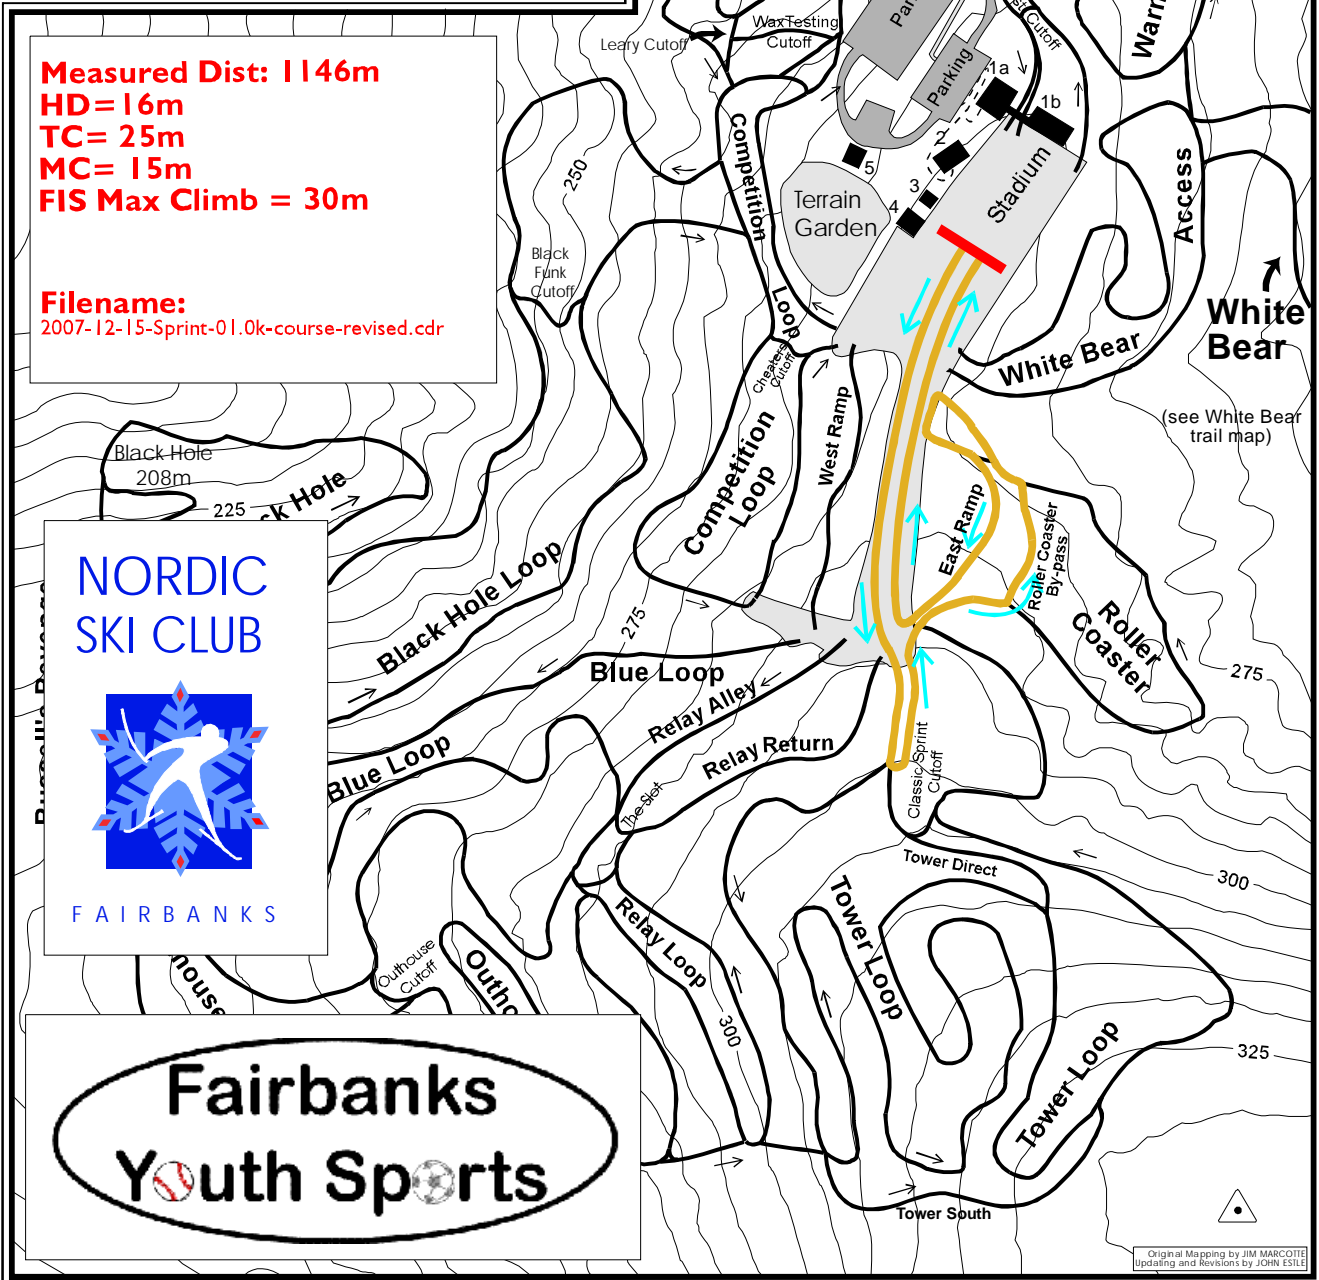 Measured Dist: 1146m
HD=16m
TC= 25m
MC= 15m
FIS Max Climb = 30m
Filename:
2007-12-15-Sprint-01.0k-course-revised.cdr
Leary Cutoff
WaxTesting
Cutoff
Parking
1a
1b
2
3
4
5
Cutoff
Stadium
Terrain
Garden
Competition
Loop
Cheaters
Cutoff
250
Black
Funk
Cutoff
Access
White
Bear
White Bear
(see White Bear
trail map)
Black Hole
208m
225
Hole
West Ramp
Competition
Loop
East Ramp
Roller Coaster
By-pass
Roller
Coaster
275
Black Hole Loop
275
Blue Loop
Relay Alley
Relay Return
Blue Loop
The Slot
Classic Sprint
Cutoff
Tower Direct
300
Tower Loop
Relay Loop
300
Outhouse
Cutoff
325
Tower Loop
Tower South
NORDIC
SKI CLUB
FAIRBANKS
Fairbanks
Youth Sports
Original Mapping by JIM MARCOTTE
Updating and Revisions by JOHN ESTLE